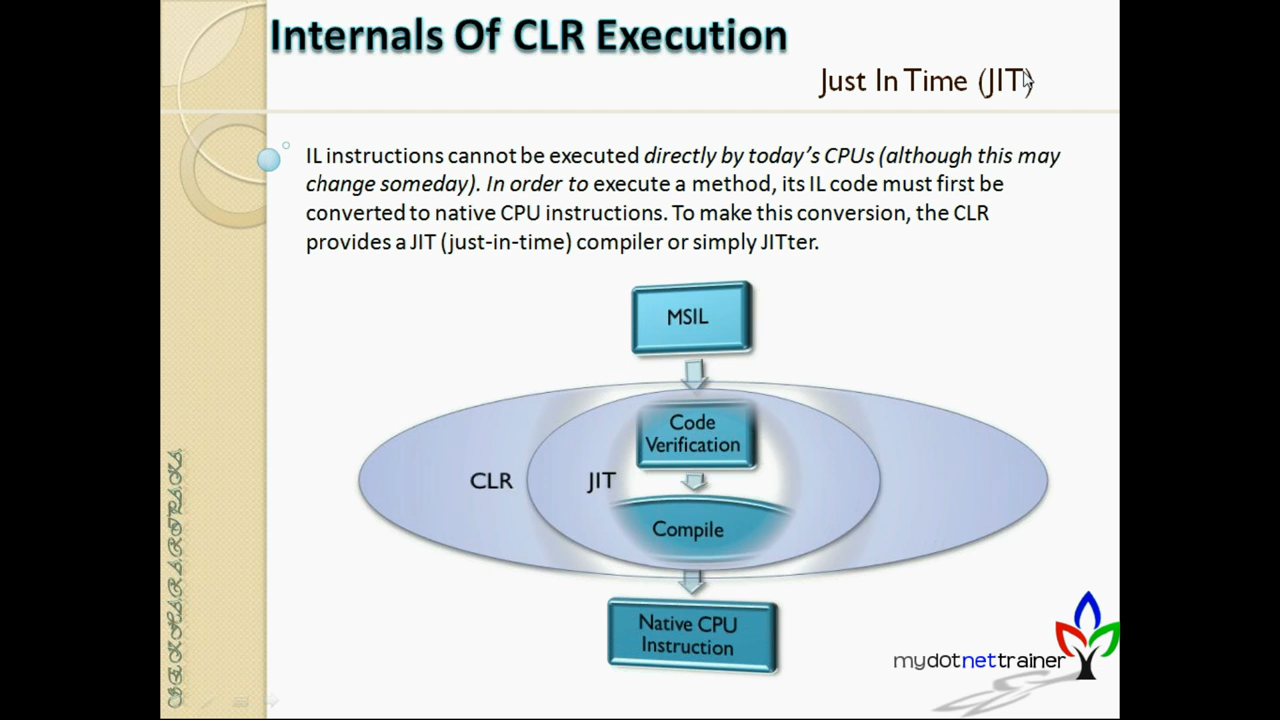 Internals Of CLR Execution
Just In Time (JIT)
IL instructions cannot be executed directly by today’s CPUs (although this may
change someday). In order to execute a method, its IL code must first be
converted to native CPU instructions. To make this conversion, the CLR
provides a JIT (just-in-time) compiler or simply JITter.
MSIL
Code
Verification
CLR
JIT
Compile
Native CPU
Instruction
mydotnettrainer